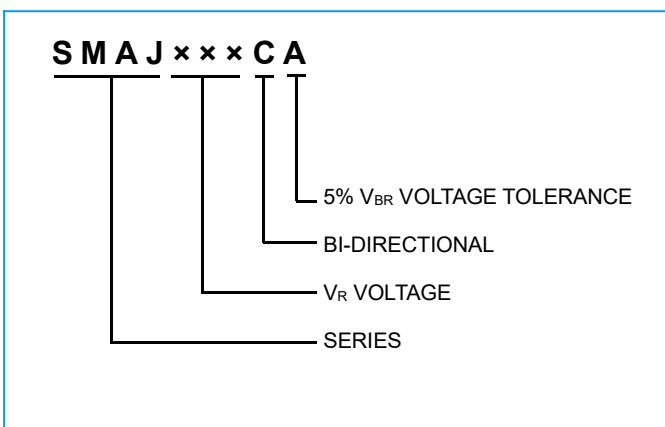 SMAJ×××CA
5% VBR VOLTAGE TOLERANCE
BI-DIRECTIONAL
VR VOLTAGE
SERIES